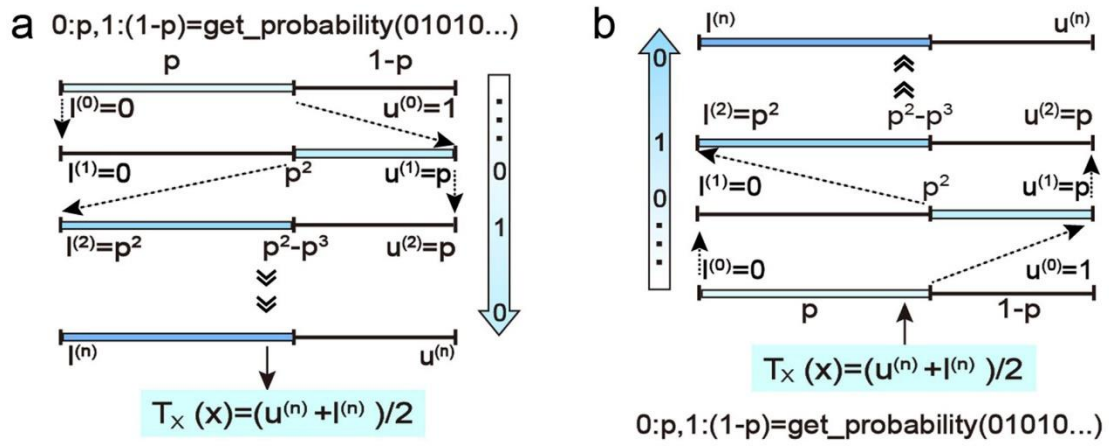 a
0:p,1:(1-p)=get_probability(01010...)
p 1-p
l⁽⁰⁾=0 u⁽⁰⁾=1
l⁽¹⁾=0 p² u⁽¹⁾=p
l⁽²⁾=p² p²-p³ u⁽²⁾=p
l⁽ⁿ⁾ u⁽ⁿ⁾
Tₓ (x)=(u⁽ⁿ⁾+l⁽ⁿ⁾ )/2
...
0
1
0
b
l⁽ⁿ⁾ u⁽ⁿ⁾
l⁽²⁾=p² p²-p³ u⁽²⁾=p
l⁽¹⁾=0 p² u⁽¹⁾=p
l⁽⁰⁾=0 u⁽⁰⁾=1
p 1-p
0
1
0
...
Tₓ (x)=(u⁽ⁿ⁾+l⁽ⁿ⁾ )/2
0:p,1:(1-p)=get_probability(01010...)